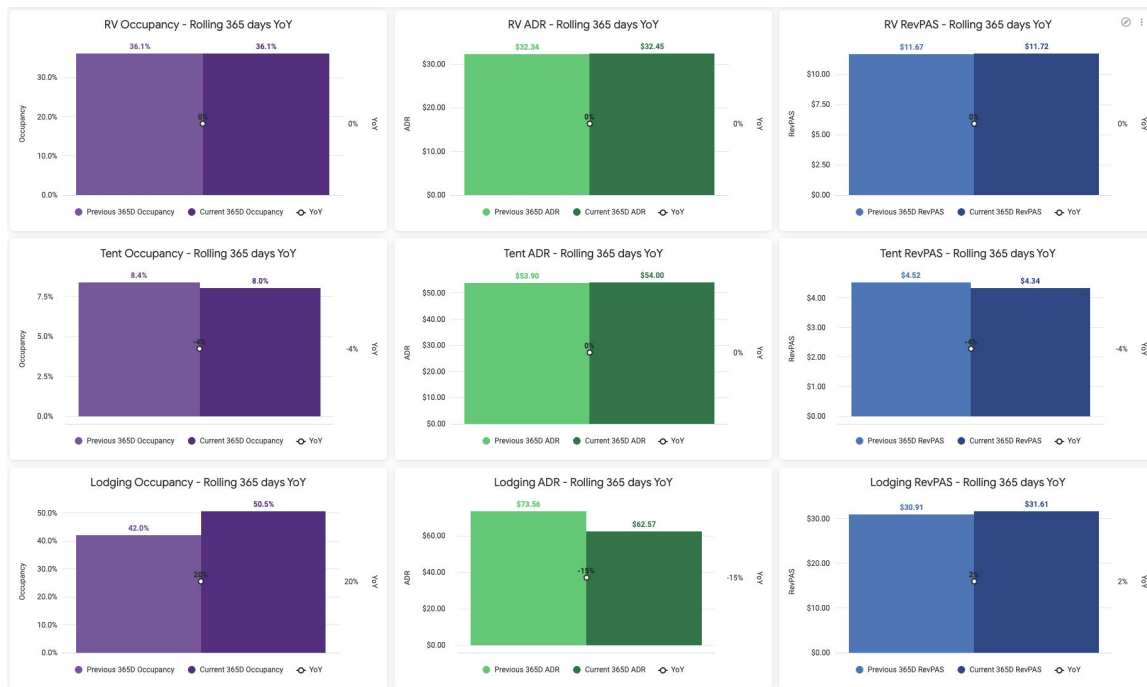 RV Occupancy - Rolling 365 days YoY
36.1%
36.1%
30.0%
20.0%
10.0%
0.0%
Occupancy
0%
0%
YoY
Previous 365D Occupancy
Current 365D Occupancy
YoY
RV ADR - Rolling 365 days YoY
$32.34
$32.45
$30.00
$20.00
$10.00
$0.00
ADR
0%
0%
YoY
Previous 365D ADR
Current 365D ADR
YoY
RV RevPAS - Rolling 365 days YoY
$11.67
$11.72
$10.00
$7.50
$5.00
$2.50
$0.00
RevPAS
0%
0%
YoY
Previous 365D RevPAS
Current 365D RevPAS
YoY
Tent Occupancy - Rolling 365 days YoY
8.4%
8.0%
7.5%
5.0%
2.5%
0.0%
Occupancy
-4%
-4%
YoY
Previous 365D Occupancy
Current 365D Occupancy
YoY
Tent ADR - Rolling 365 days YoY
$53.90
$54.00
$50.00
$40.00
$30.00
$20.00
$10.00
$0.00
ADR
0%
0%
YoY
Previous 365D ADR
Current 365D ADR
YoY
Tent RevPAS - Rolling 365 days YoY
$4.52
$4.34
$4.00
$3.00
$2.00
$1.00
$0.00
RevPAS
-4%
-4%
YoY
Previous 365D RevPAS
Current 365D RevPAS
YoY
Lodging Occupancy - Rolling 365 days YoY
42.0%
50.5%
50.0%
40.0%
30.0%
20.0%
10.0%
0.0%
Occupancy
20%
20%
YoY
Previous 365D Occupancy
Current 365D Occupancy
YoY
Lodging ADR - Rolling 365 days YoY
$73.56
$62.57
$60.00
$40.00
$20.00
$0.00
ADR
-15%
-15%
YoY
Previous 365D ADR
Current 365D ADR
YoY
Lodging RevPAS - Rolling 365 days YoY
$30.91
$31.61
$30.00
$20.00
$10.00
$0.00
RevPAS
2%
2%
YoY
Previous 365D RevPAS
Current 365D RevPAS
YoY